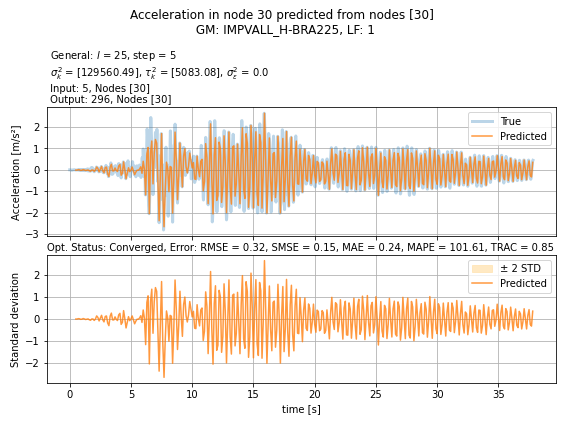 Acceleration in node 30 predicted from nodes [30]
GM: IMPVALL_H-BRA225, LF: 1
General: l = 25, step = 5
σ²ₖ = [129560.49], τ²ₖ = [5083.08], σ²ε = 0.0
Input: 5, Nodes [30]
Output: 296, Nodes [30]
Acceleration [m/s²]
2
1
0
−1
−2
−3
True
Predicted
Opt. Status: Converged, Error: RMSE = 0.32, SMSE = 0.15, MAE = 0.24, MAPE = 101.61, TRAC = 0.85
Standard deviation
2
1
0
−1
−2
± 2 STD
Predicted
0 5 10 15 20 25 30 35
time [s]